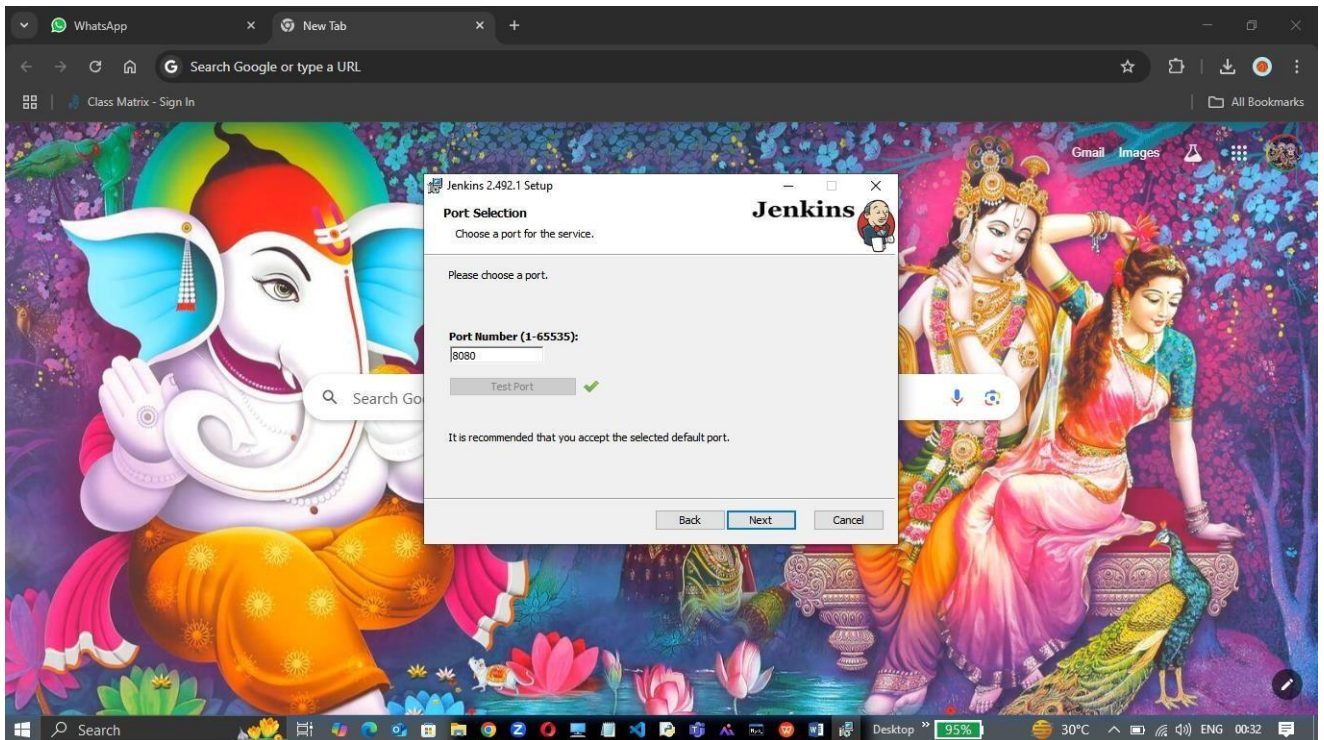 WhatsApp
New Tab
Search Google or type a URL
Class Matrix - Sign In
All Bookmarks
Gmail Images
Jenkins 2.492.1 Setup
Port Selection
Choose a port for the service.
Jenkins
Please choose a port.
Port Number (1-65535):
8080
Test Port
Search Go
It is recommended that you accept the selected default port.
Back Next Cancel
Search
Desktop
95%
30°C
ENG 00:32